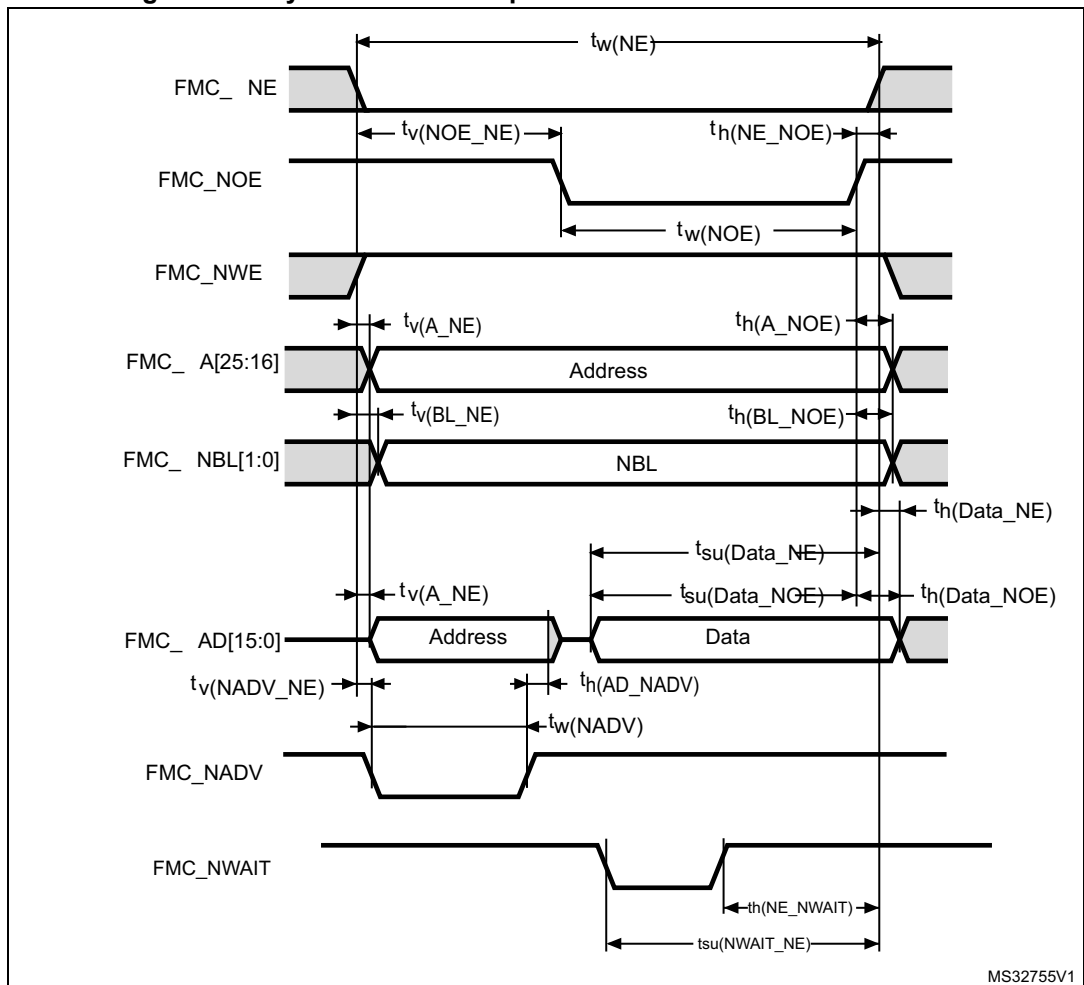 tw(NE)
FMC_ NE
tv(NOE_NE)
th(NE_NOE)
FMC_NOE
tw(NOE)
FMC_NWE
tv(A_NE)
th(A_NOE)
FMC_ A[25:16]
Address
tv(BL_NE)
th(BL_NOE)
FMC_ NBL[1:0]
NBL
th(Data_NE)
tsu(Data_NE)
tv(A_NE)
tsu(Data_NOE)
th(Data_NOE)
FMC_ AD[15:0]
Address
Data
tv(NADV_NE)
th(AD_NADV)
tw(NADV)
FMC_NADV
FMC_NWAIT
th(NE_NWAIT)
tsu(NWAIT_NE)
MS32755V1